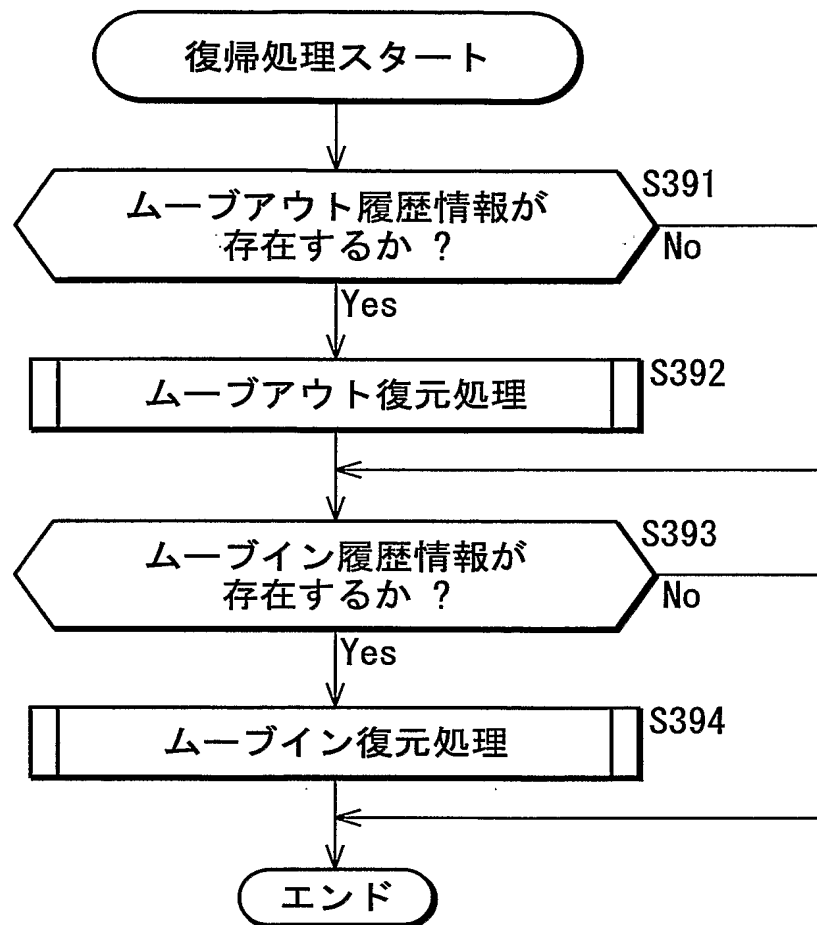 復帰処理スタート
S391
ムーブアウト履歴情報が
存在するか ?
No
Yes
S392
ムーブアウト復元処理
S393
ムーブイン履歴情報が
存在するか ?
No
Yes
S394
ムーブイン復元処理
エンド